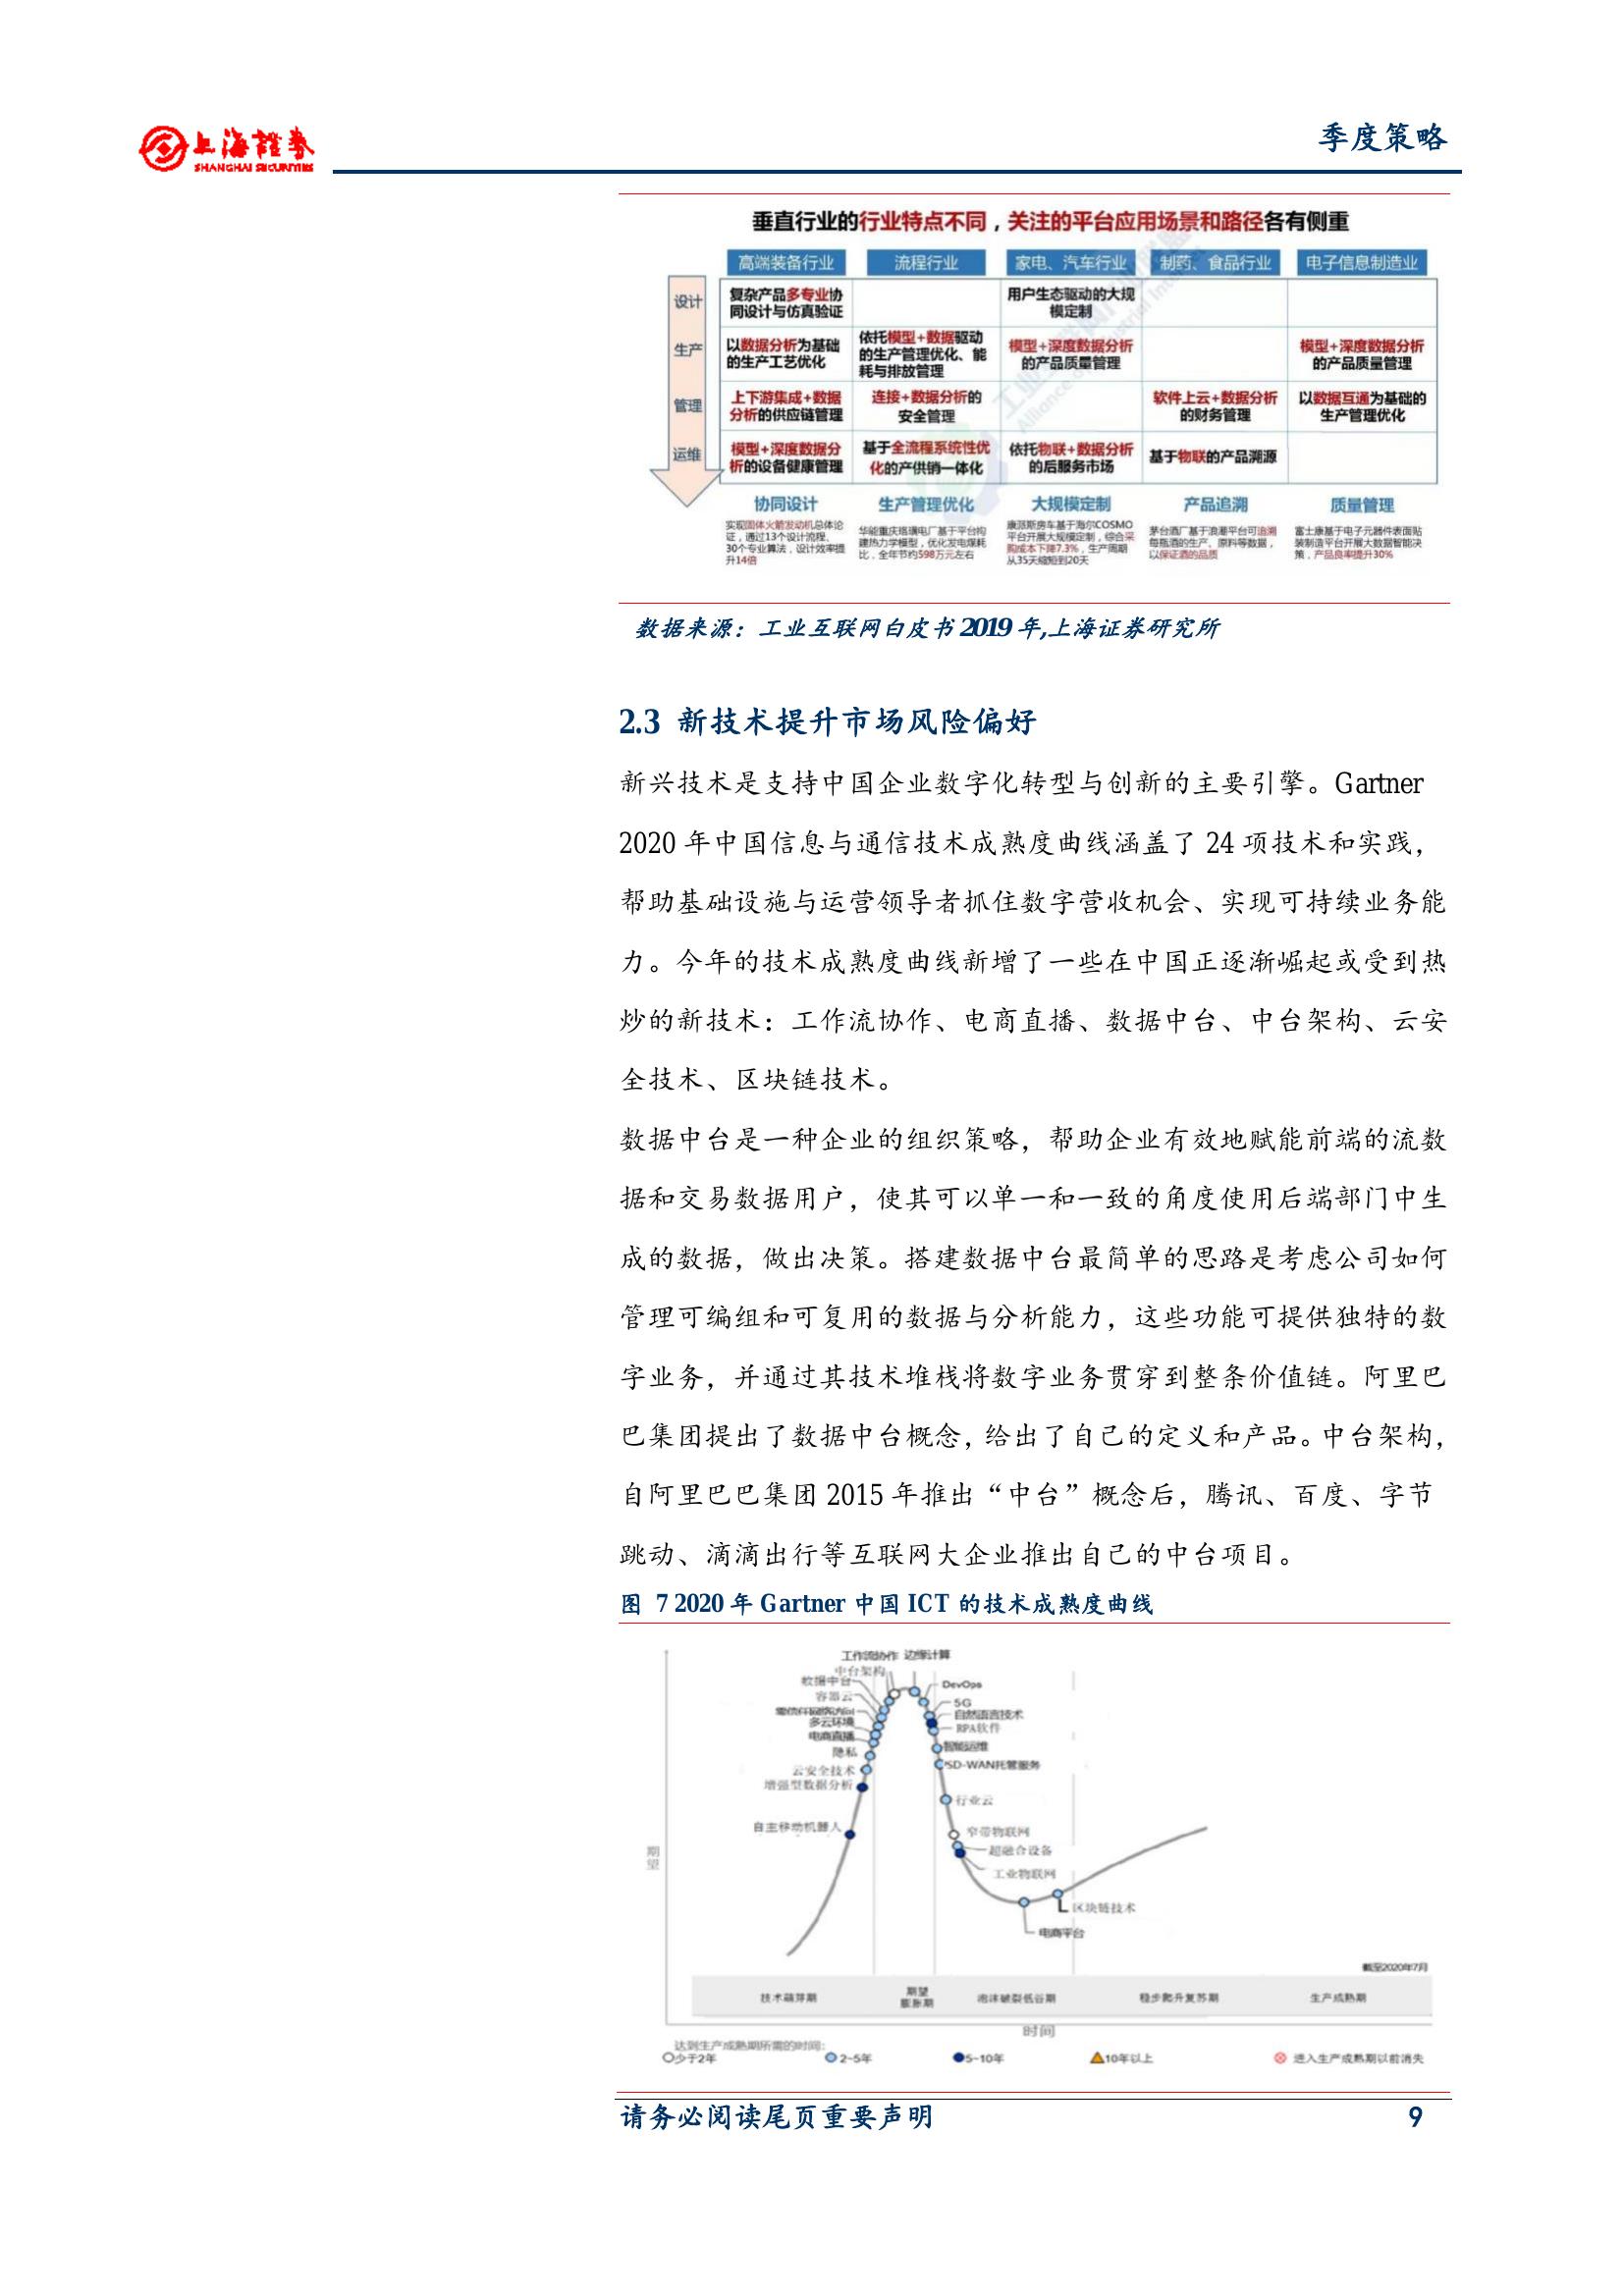 上海證券
SHANGHAI SECURITIES
季度策略
垂直行业的行业特点不同，关注的平台应用场景和路径各有侧重
高端装备行业 流程行业 家电、汽车行业 制药、食品行业 电子信息制造业
设计
复杂产品多专业协同设计与仿真验证
用户生态驱动的大规模定制
生产
以数据分析为基础的生产工艺优化
依托模型+数据驱动的生产管理优化、能耗与排放管理
模型+深度数据分析的产品质量管理
模型+深度数据分析的产品质量管理
管理
上下游集成+数据分析的供应链管理
连接+数据分析的安全管理
软件上云+数据分析的财务管理
以数据互通为基础的生产管理优化
运维
模型+深度数据分析的设备健康管理
基于全流程系统性优化的产供销一体化
依托物联+数据分析的后服务市场
基于物联的产品溯源
协同设计 生产管理优化 大规模定制 产品追溯 质量管理
实现固体火箭发动机总体论证，通过13个设计流程、30个专业算法，设计效率提升14倍
华能重庆珞璜电厂基于平台构建热力学模型，优化发电煤耗比，全年节约598万元左右
康派斯房车基于海尔COSMO平台开展大规模定制，综合采购成本下降7.3%，生产周期从35天缩短到20天
茅台酒厂基于浪潮平台可追溯每瓶酒的生产、原料等数据，以保证酒的品质
富士康基于电子元器件表面贴装制造平台开展大数据智能决策，产品良率提升30%
数据来源：工业互联网白皮书 2019 年,上海证券研究所
2.3 新技术提升市场风险偏好
新兴技术是支持中国企业数字化转型与创新的主要引擎。Gartner
2020 年中国信息与通信技术成熟度曲线涵盖了 24 项技术和实践，
帮助基础设施与运营领导者抓住数字营收机会、实现可持续业务能
力。今年的技术成熟度曲线新增了一些在中国正逐渐崛起或受到热
炒的新技术：工作流协作、电商直播、数据中台、中台架构、云安
全技术、区块链技术。
数据中台是一种企业的组织策略，帮助企业有效地赋能前端的流数
据和交易数据用户，使其可以单一和一致的角度使用后端部门中生
成的数据，做出决策。搭建数据中台最简单的思路是考虑公司如何
管理可编组和可复用的数据与分析能力，这些功能可提供独特的数
字业务，并通过其技术堆栈将数字业务贯穿到整条价值链。阿里巴
巴集团提出了数据中台概念，给出了自己的定义和产品。中台架构，
自阿里巴巴集团 2015 年推出“中台”概念后，腾讯、百度、字节
跳动、滴滴出行等互联网大企业推出自己的中台项目。
图 7 2020 年 Gartner 中国 ICT 的技术成熟度曲线
工作流协作 边缘计算
中台架构
数据中台
DevOps
容器云
5G
自然语言技术
多云环境
RPA软件
电商直播
智能运维
隐私
SD-WAN托管服务
云安全技术
增强型数据分析
行业云
自主移动机器人
窄带物联网
超融合设备
期望
工业物联网
区块链技术
电商平台
截至2020年7月
技术萌芽期 期望膨胀期 泡沫破裂低谷期 稳步爬升复苏期 生产成熟期
时间
达到生产成熟期所需的时间:
少于2年 2-5年 5-10年 10年以上 进入生产成熟期以前消失
请务必阅读尾页重要声明 9